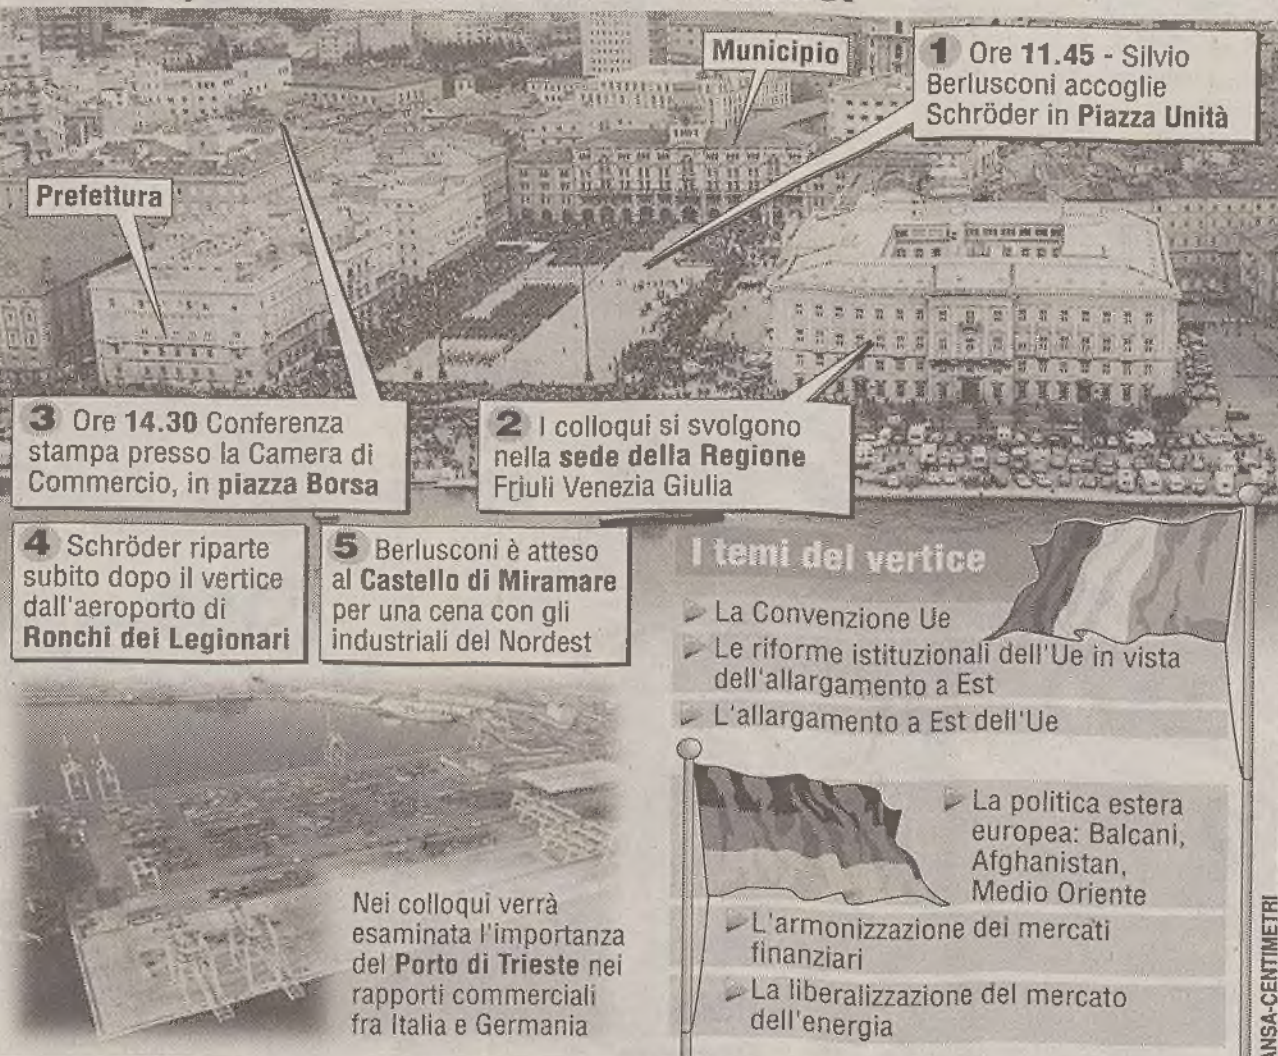 Municipio
1 Ore 11.45 - Silvio
Berlusconi accoglie
Schröder in Piazza Unità
Prefettura
3 Ore 14.30 Conferenza
stampa presso la Camera di
Commercio, in piazza Borsa
2 I colloqui si svolgono
nella sede della Regione
Friuli Venezia Giulia
4 Schröder riparte
subito dopo il vertice
dall'aeroporto di
Ronchi dei Legionari
5 Berlusconi è atteso
al Castello di Miramare
per una cena con gli
industriali del Nordest
I temi del vertice
La Convenzione Ue
Le riforme istituzionali dell'Ue in vista
dell'allargamento a Est
L'allargamento a Est dell'Ue
La politica estera
europea: Balcani,
Afghanistan,
Medio Oriente
L'armonizzazione dei mercati
finanziari
La liberalizzazione del mercato
dell'energia
Nei colloqui verrà
esaminata l'importanza
del Porto di Trieste nei
rapporti commerciali
fra Italia e Germania
ANSA-CENTIMETRI